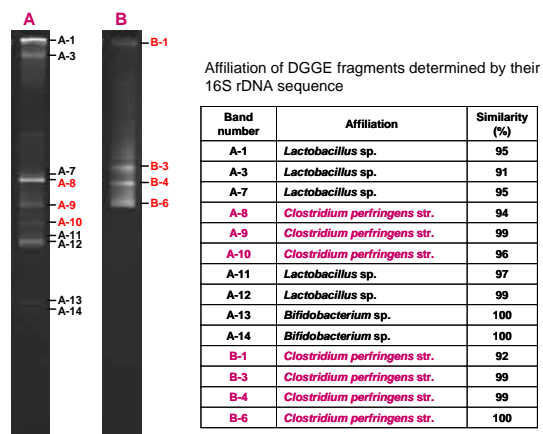 A
B
A-1
A-3
A-7
A-8
A-9
A-10
A-11
A-12
A-13
A-14
B-1
B-3
B-4
B-6
Affiliation of DGGE fragments determined by their
16S rDNA sequence
Band number Affiliation Similarity (%)
A-1 Lactobacillus sp. 95
A-3 Lactobacillus sp. 91
A-7 Lactobacillus sp. 95
A-8 Clostridium perfringens str. 94
A-9 Clostridium perfringens str. 99
A-10 Clostridium perfringens str. 96
A-11 Lactobacillus sp. 97
A-12 Lactobacillus sp. 99
A-13 Bifidobacterium sp. 100
A-14 Bifidobacterium sp. 100
B-1 Clostridium perfringens str. 92
B-3 Clostridium perfringens str. 99
B-4 Clostridium perfringens str. 99
B-6 Clostridium perfringens str. 100